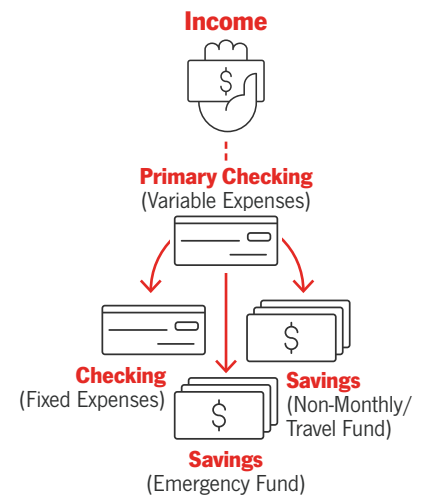 Income
$
Primary Checking
(Variable Expenses)
$
Checking
(Fixed Expenses)
Savings
(Non-Monthly/
Travel Fund)
$
Savings
(Emergency Fund)